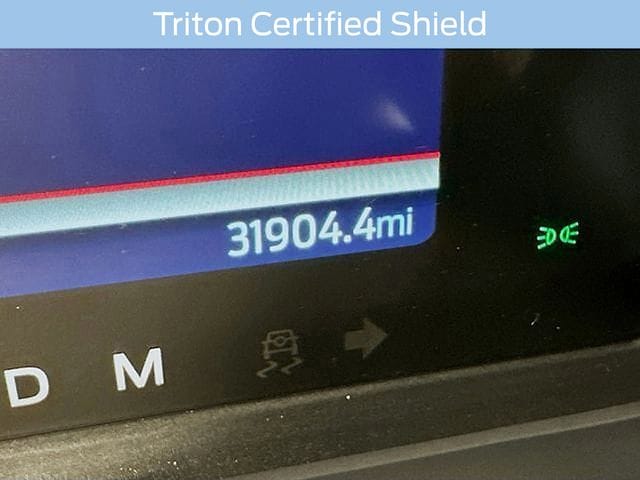 Triton Certified Shield
31904.4mi
D M